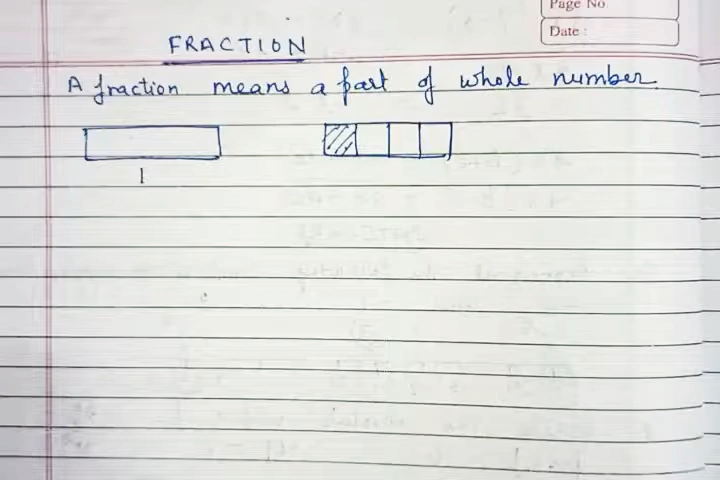 Page No
Date :
FRACTION
A fraction means a part of whole number.
1